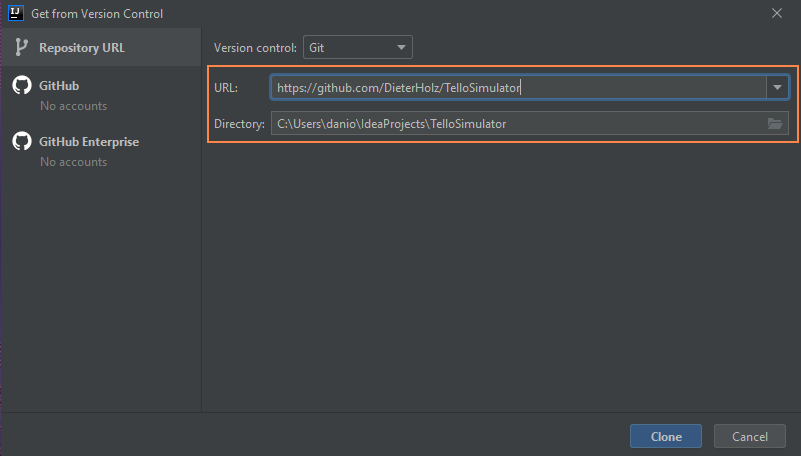 IJ
Get from Version Control
Repository URL
GitHub
No accounts
GitHub Enterprise
No accounts
Version control: Git
URL: https://github.com/DieterHolz/TelloSimulator
Directory: C:\Users\danio\IdeaProjects\TelloSimulator
Clone Cancel